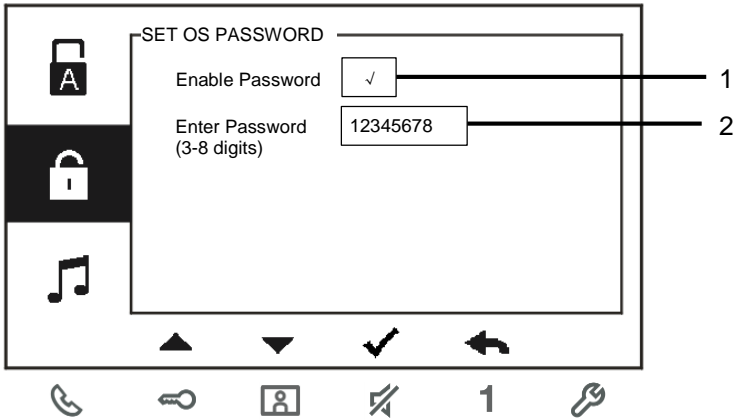 SET OS PASSWORD
A
Enable Password √ 1
Enter Password 12345678 2
(3-8 digits)
1